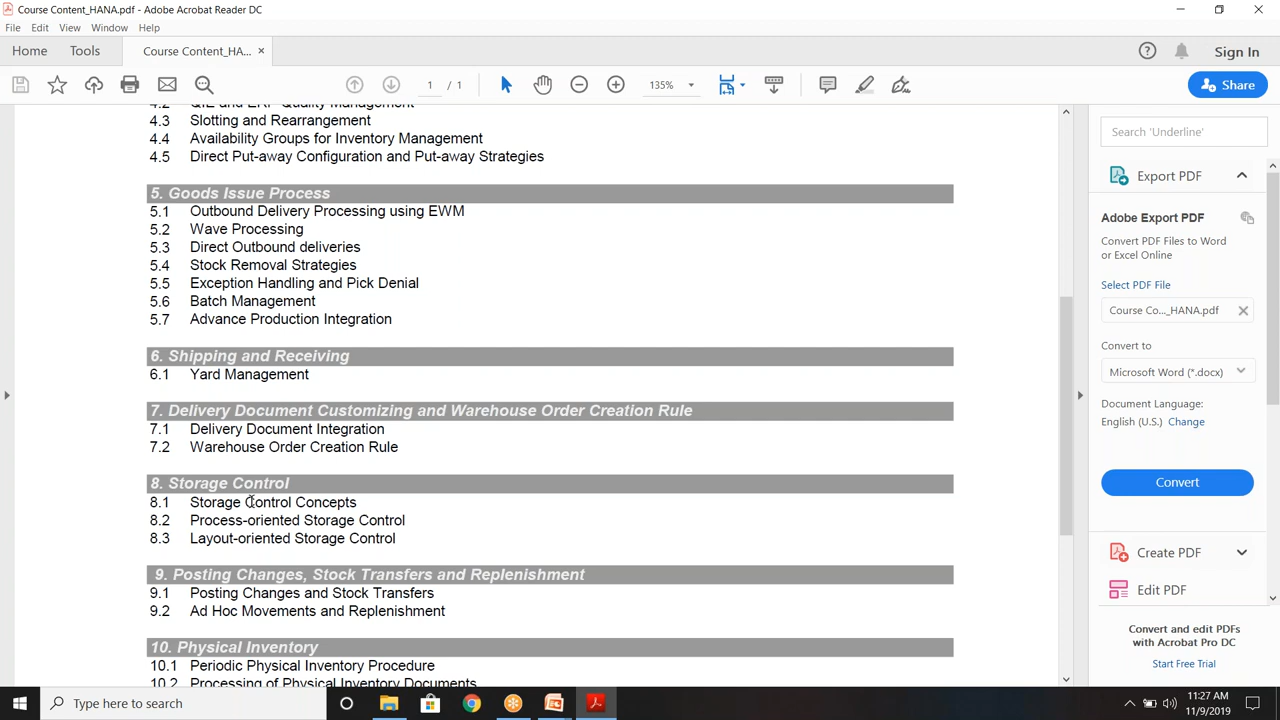 Course Content_HANA.pdf - Adobe Acrobat Reader DC
File Edit View Window Help
Home Tools Course Content_HA... × Sign In
1 / 1 135% Share
4.2 QIE and ERP Quality Management
4.3 Slotting and Rearrangement
4.4 Availability Groups for Inventory Management
4.5 Direct Put-away Configuration and Put-away Strategies
5. Goods Issue Process
5.1 Outbound Delivery Processing using EWM
5.2 Wave Processing
5.3 Direct Outbound deliveries
5.4 Stock Removal Strategies
5.5 Exception Handling and Pick Denial
5.6 Batch Management
5.7 Advance Production Integration
6. Shipping and Receiving
6.1 Yard Management
7. Delivery Document Customizing and Warehouse Order Creation Rule
7.1 Delivery Document Integration
7.2 Warehouse Order Creation Rule
8. Storage Control
8.1 Storage Control Concepts
8.2 Process-oriented Storage Control
8.3 Layout-oriented Storage Control
9. Posting Changes, Stock Transfers and Replenishment
9.1 Posting Changes and Stock Transfers
9.2 Ad Hoc Movements and Replenishment
10. Physical Inventory
10.1 Periodic Physical Inventory Procedure
10.2 Processing of Physical Inventory Documents
Search 'Underline'
Export PDF
Adobe Export PDF
Convert PDF Files to Word
or Excel Online
Select PDF File
Course Co..._HANA.pdf
Convert to
Microsoft Word (*.docx)
Document Language:
English (U.S.) Change
Convert
Create PDF
Edit PDF
Convert and edit PDFs
with Acrobat Pro DC
Start Free Trial
Type here to search
11:27 AM
11/9/2019